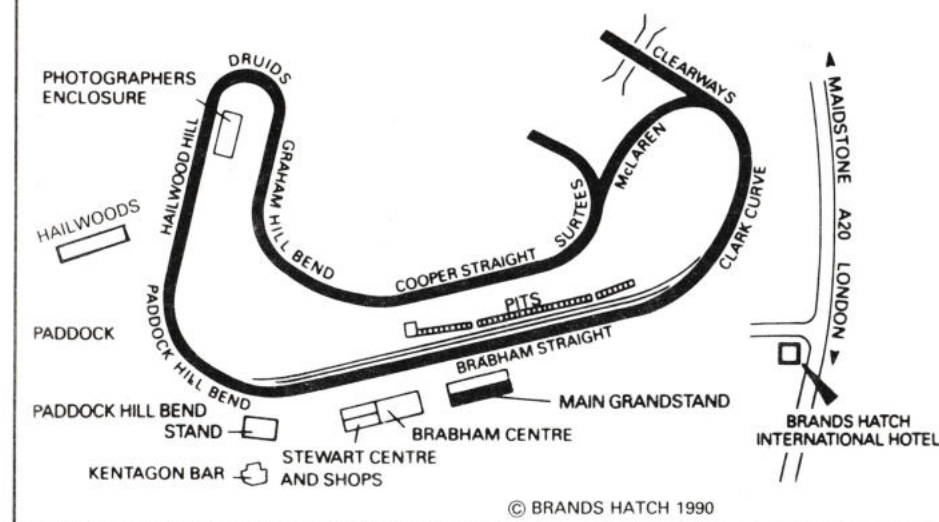 DRUIDS
PHOTOGRAPHERS
ENCLOSURE
HAILWOOD HILL
GRAHAM HILL BEND
HAILWOODS
PADDOCK
PADDOCK HILL BEND
PADDOCK HILL BEND
STAND
KENTAGON BAR
STEWART CENTRE
AND SHOPS
BRABHAM CENTRE
MAIN GRANDSTAND
BRABHAM STRAIGHT
PITS
COOPER STRAIGHT
SURTEES
McLAREN
CLEARWAYS
CLARK CURVE
MAIDSTONE A20 LONDON
BRANDS HATCH
INTERNATIONAL HOTEL
© BRANDS HATCH 1990